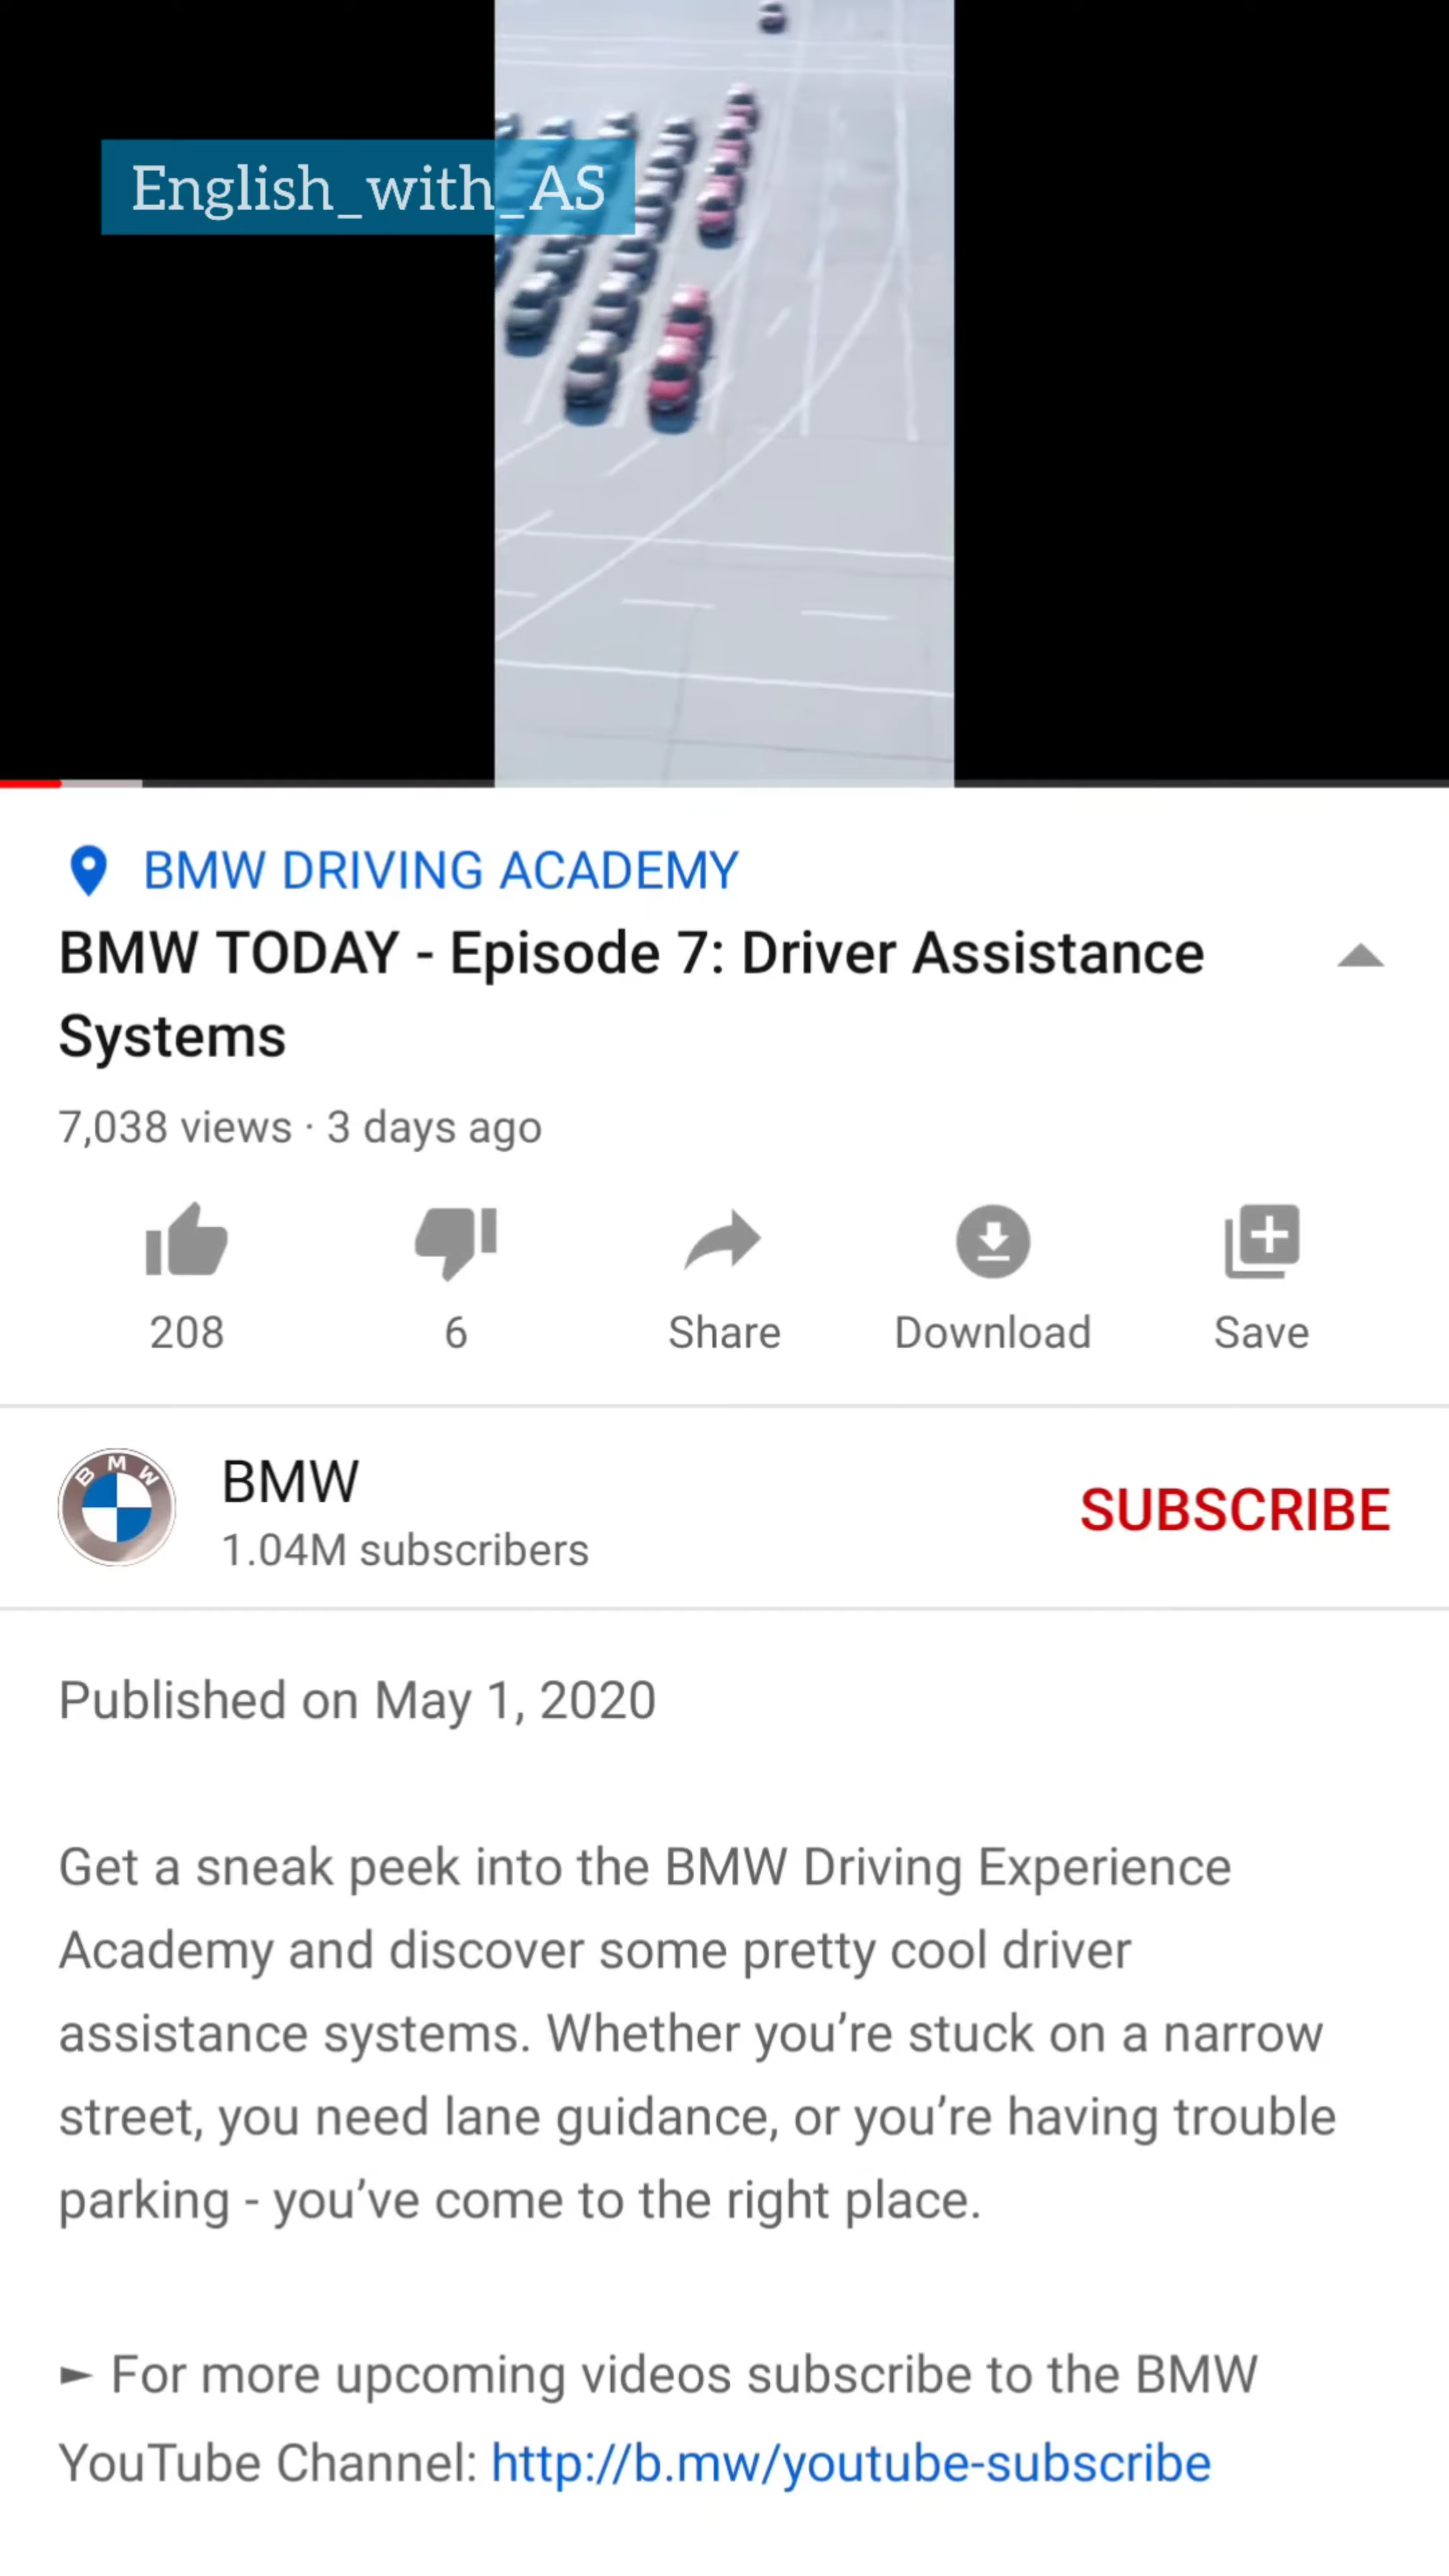 English_with_AS
BMW DRIVING ACADEMY
BMW TODAY - Episode 7: Driver Assistance
Systems
7,038 views · 3 days ago
208
6
Share
Download
Save
BMW
BMW
1.04M subscribers
SUBSCRIBE
Published on May 1, 2020
Get a sneak peek into the BMW Driving Experience
Academy and discover some pretty cool driver
assistance systems. Whether you’re stuck on a narrow
street, you need lane guidance, or you’re having trouble
parking - you’ve come to the right place.
► For more upcoming videos subscribe to the BMW
YouTube Channel: http://b.mw/youtube-subscribe